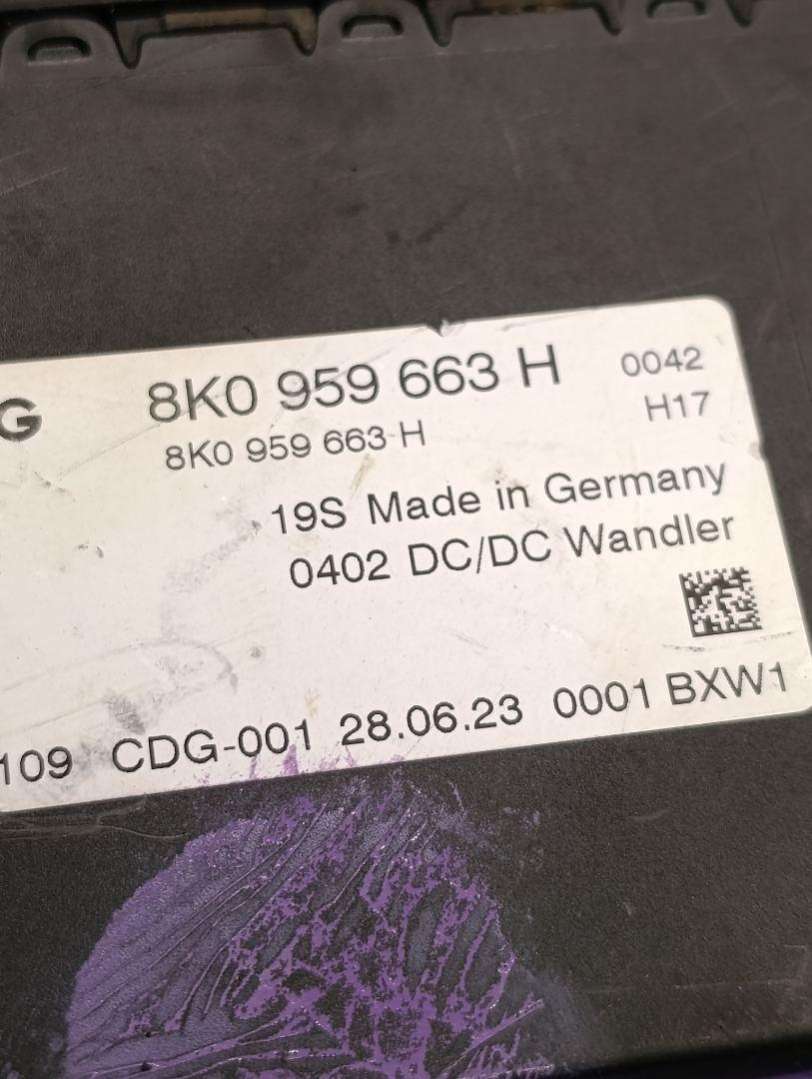 G 8K0 959 663 H 0042
8K0 959 663 H H17
19S Made in Germany
0402 DC/DC Wandler
109 CDG-001 28.06.23 0001 BXW1